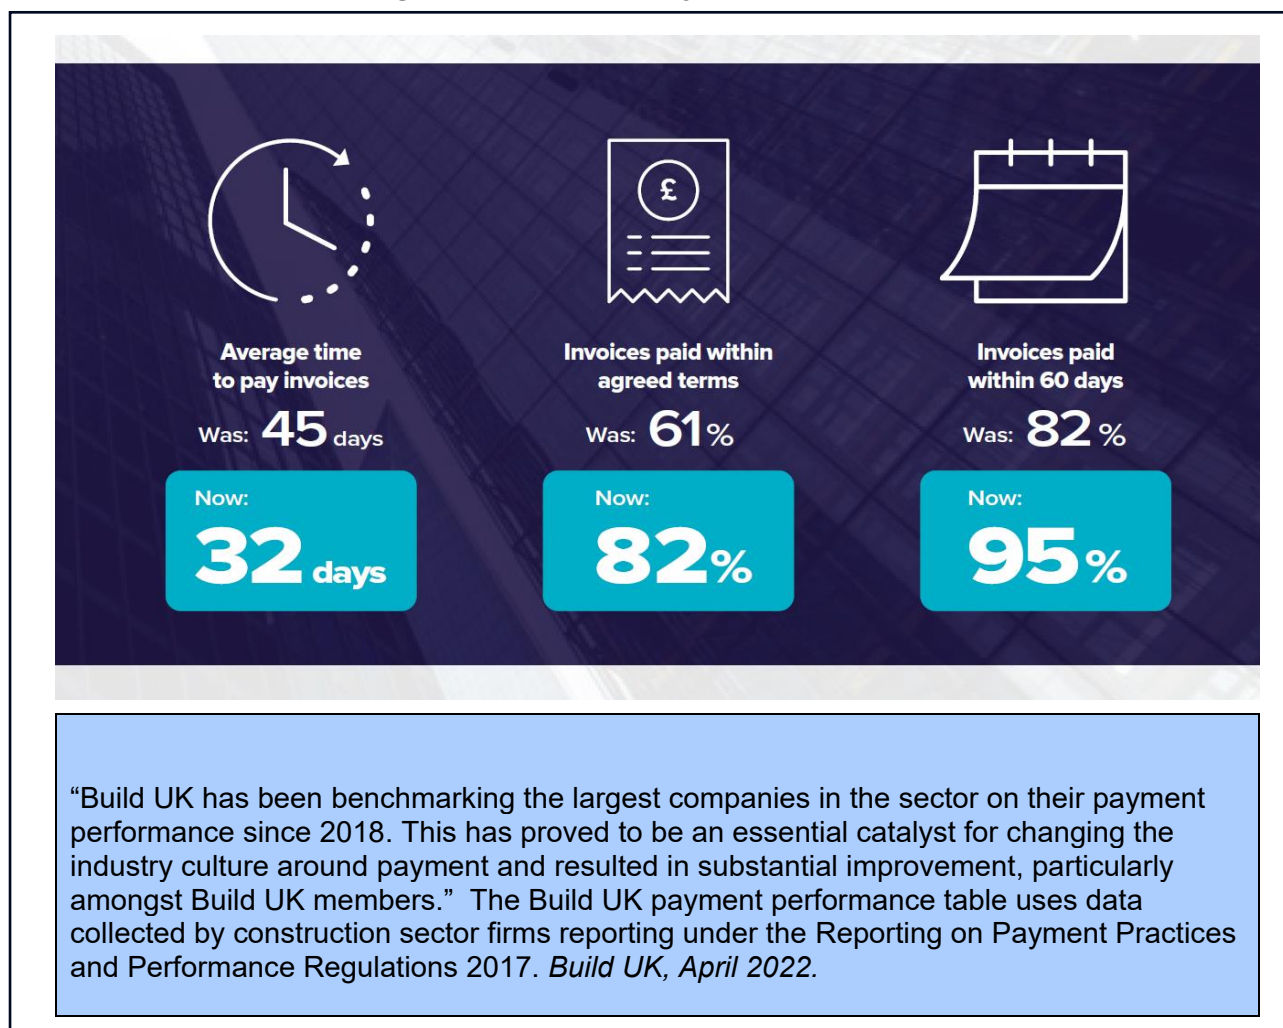 £
Average time
to pay invoices
Was: 45 days
Now:
32 days
Invoices paid within
agreed terms
Was: 61%
Now:
82%
Invoices paid
within 60 days
Was: 82 %
Now:
95%
“Build UK has been benchmarking the largest companies in the sector on their payment
performance since 2018. This has proved to be an essential catalyst for changing the
industry culture around payment and resulted in substantial improvement, particularly
amongst Build UK members.”  The Build UK payment performance table uses data
collected by construction sector firms reporting under the Reporting on Payment Practices
and Performance Regulations 2017. Build UK, April 2022.